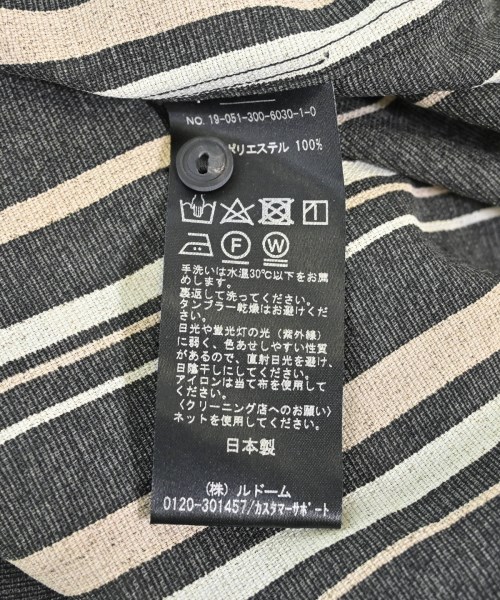 NO. 19-051-300-6030-1-0
ポリエステル 100%
F W
手洗いは水温30℃以下をお薦
めします。
裏返して洗ってください。
タンブラー乾燥はお避けくだ
さい。
日光や蛍光灯の光（紫外線）
に弱く、色あせしやすい性質
があるので、直射日光を避け、
日陰干しにしてください。
アイロンは当て布を使用して
ください。
〈クリーニング店へのお願い〉
ネットを使用してください。
日本製
（株）ルドーム
0120-301457/カスタマーサポート